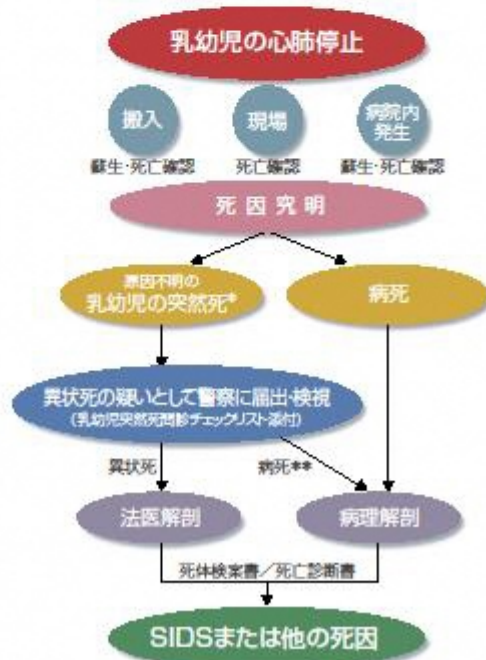 乳幼児の心肺停止
搬入
現場
病院内
発生
蘇生・死亡確認
死亡確認
蘇生・死亡確認
死因究明
原因不明の
乳幼児の突然死*
病死
異状死の疑いとして警察に届出・検視
(乳幼児突然死問診チェックリスト添付)
異状死
病死**
法医解剖
病理解剖
死体検案書/死亡診断書
SIDSまたは他の死因